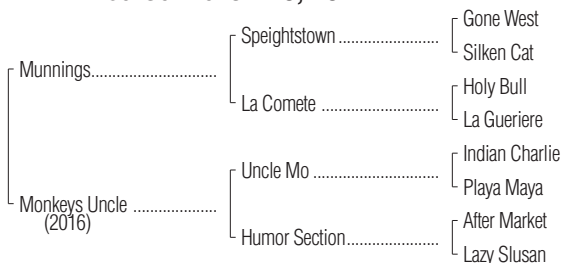 Gone West
Speightstown
Silken Cat
Munnings
Holy Bull
La Comete
La Gueriere
Indian Charlie
Uncle Mo
Playa Maya
Monkeys Uncle
(2016)
After Market
Humor Section
Lazy Slusan